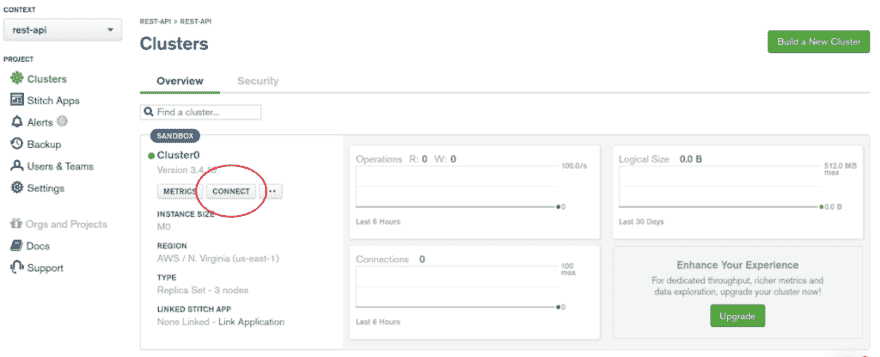 CONTEXT
rest-api
PROJECT
Clusters
Stitch Apps
Alerts
Backup
Users & Teams
Settings
Orgs and Projects
Docs
Support
REST-API > REST-API
Clusters
Build a New Cluster
Overview Security
Find a cluster...
SANDBOX
Cluster0
Version 3.4.
METRICS CONNECT ...
INSTANCE SIZE
M0
REGION
AWS / N. Virginia (us-east-1)
TYPE
Replica Set - 3 nodes
LINKED STITCH APP
None Linked - Link Application
Operations R: 0 W: 0
100.0/s
0
Last 6 Hours
Logical Size 0.0 B
512.0 MB
max
0.0 B
Last 30 Days
Connections 0
100
max
0
Last 6 Hours
Enhance Your Experience
For dedicated throughput, richer metrics and
data exploration, upgrade your cluster now!
Upgrade